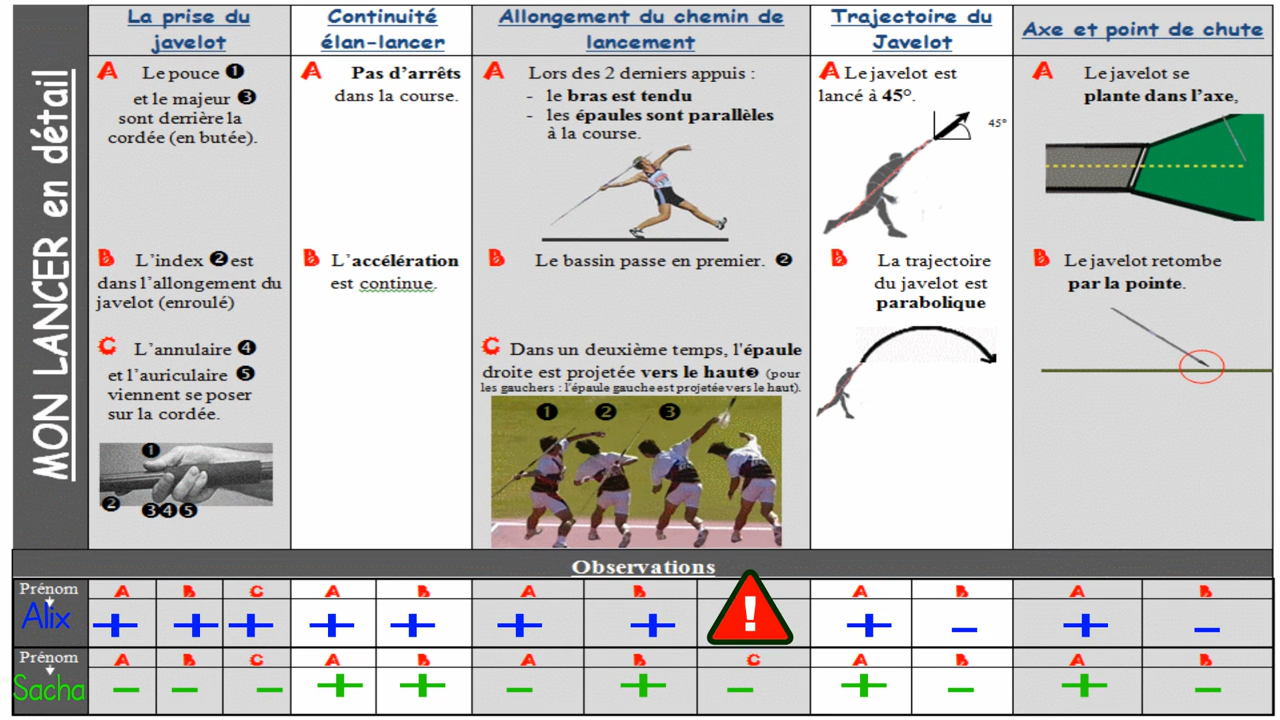 MON LANCER en détail
La prise du
javelot
A Le pouce ❶
et le majeur ❸
sont derrière la
cordée (en butée).
B L'index ❷ est
dans l'allongement du
javelot (enroulé)
C L'annulaire ❹
et l'auriculaire ❺
viennent se poser
sur la cordée.
❶
❷
❸❹❺
Continuité
élan-lancer
A Pas d'arrêts
dans la course.
B L'accélération
est continue.
Allongement du chemin de
lancement
A Lors des 2 derniers appuis :
- le bras est tendu
- les épaules sont parallèles
à la course.
B Le bassin passe en premier. ❷
C Dans un deuxième temps, l'épaule
droite est projetée vers le haut❸ (pour
les gauchers : l'épaule gauche est projetée vers le haut).
❶ ❷ ❸
Trajectoire du
Javelot
A Le javelot est
lancé à 45°.
45°
B La trajectoire
du javelot est
parabolique
Axe et point de chute
A Le javelot se
plante dans l'axe,
B Le javelot retombe
par la pointe.
Observations
Prénom A B C A B A B ! A B A B
Alix + + + + + + + + − + −
Prénom A B C A B A B C A B A B
Sacha − − − + + − + − + − + −